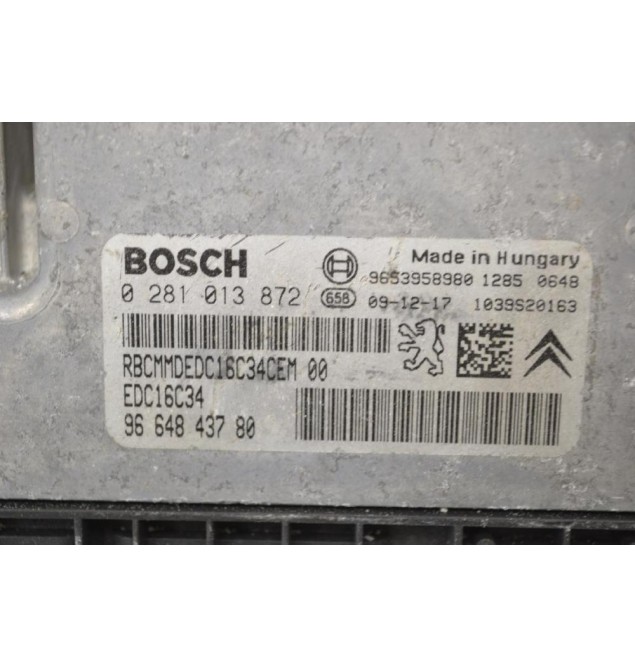 BOSCH
Made in Hungary
9653958980 1285 0648
0 281 013 872 658 09-12-17 1039S20163
RBCMMDEDC16C34CEM 00
EDC16C34
96 648 437 80